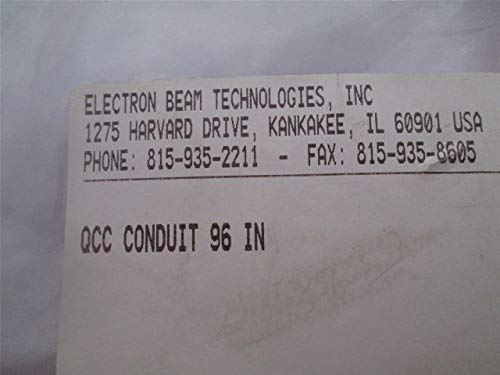 ELECTRON BEAM TECHNOLOGIES, INC
1275 HARVARD DRIVE, KANKAKEE, IL 60901 USA
PHONE: 815-935-2211 - FAX: 815-935-8605
QCC CONDUIT 96 IN